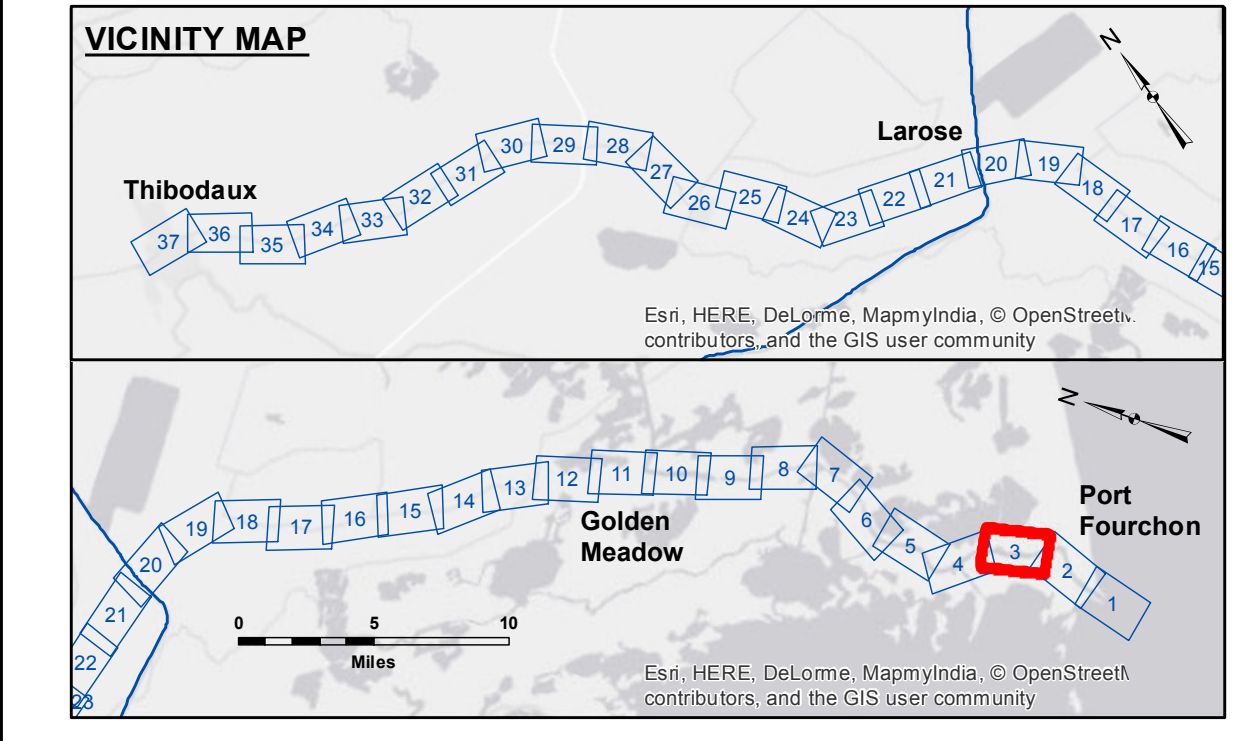 VICINITY MAP
N
Larose
Thibodaux
30 29 28
27
31
32
26 25
24 23 22 21 20 19
18
17
16
15
37 36 35 34 33
Esri, HERE, DeLorme, MapmyIndia, © OpenStreet
contributors, and the GIS user community
N
Port
Fourchon
Golden
Meadow
23
22
21
20
19 18 17 16 15 14 13 12 11 10 9 8 7
6
5
4 3 2
1
0 5 10
Miles
Esri, HERE, DeLorme, MapmyIndia, © OpenStreet
contributors, and the GIS user community